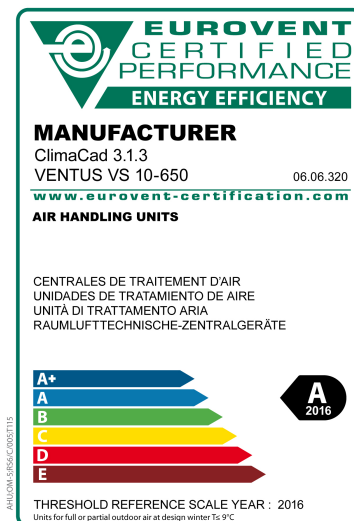 EUROVENT
CERTIFIED
PERFORMANCE
ENERGY EFFICIENCY
MANUFACTURER
ClimaCad 3.1.3
VENTUS VS 10-650 06.06.320
www.eurovent-certification.com
AIR HANDLING UNITS
CENTRALES DE TRAITEMENT D'AIR
UNIDADES DE TRATAMIENTO DE AIRE
UNITÀ DI TRATTAMENTO ARIA
RAUMLUFTTECHNISCHE-ZENTRALGERÄTE
A+
A
B
C
D
E
A
2016
AHU;OM-5;RS6/C/005;T115
THRESHOLD REFERENCE SCALE YEAR : 2016
Units for full or partial outdoor air at design winter T≤ 9°C